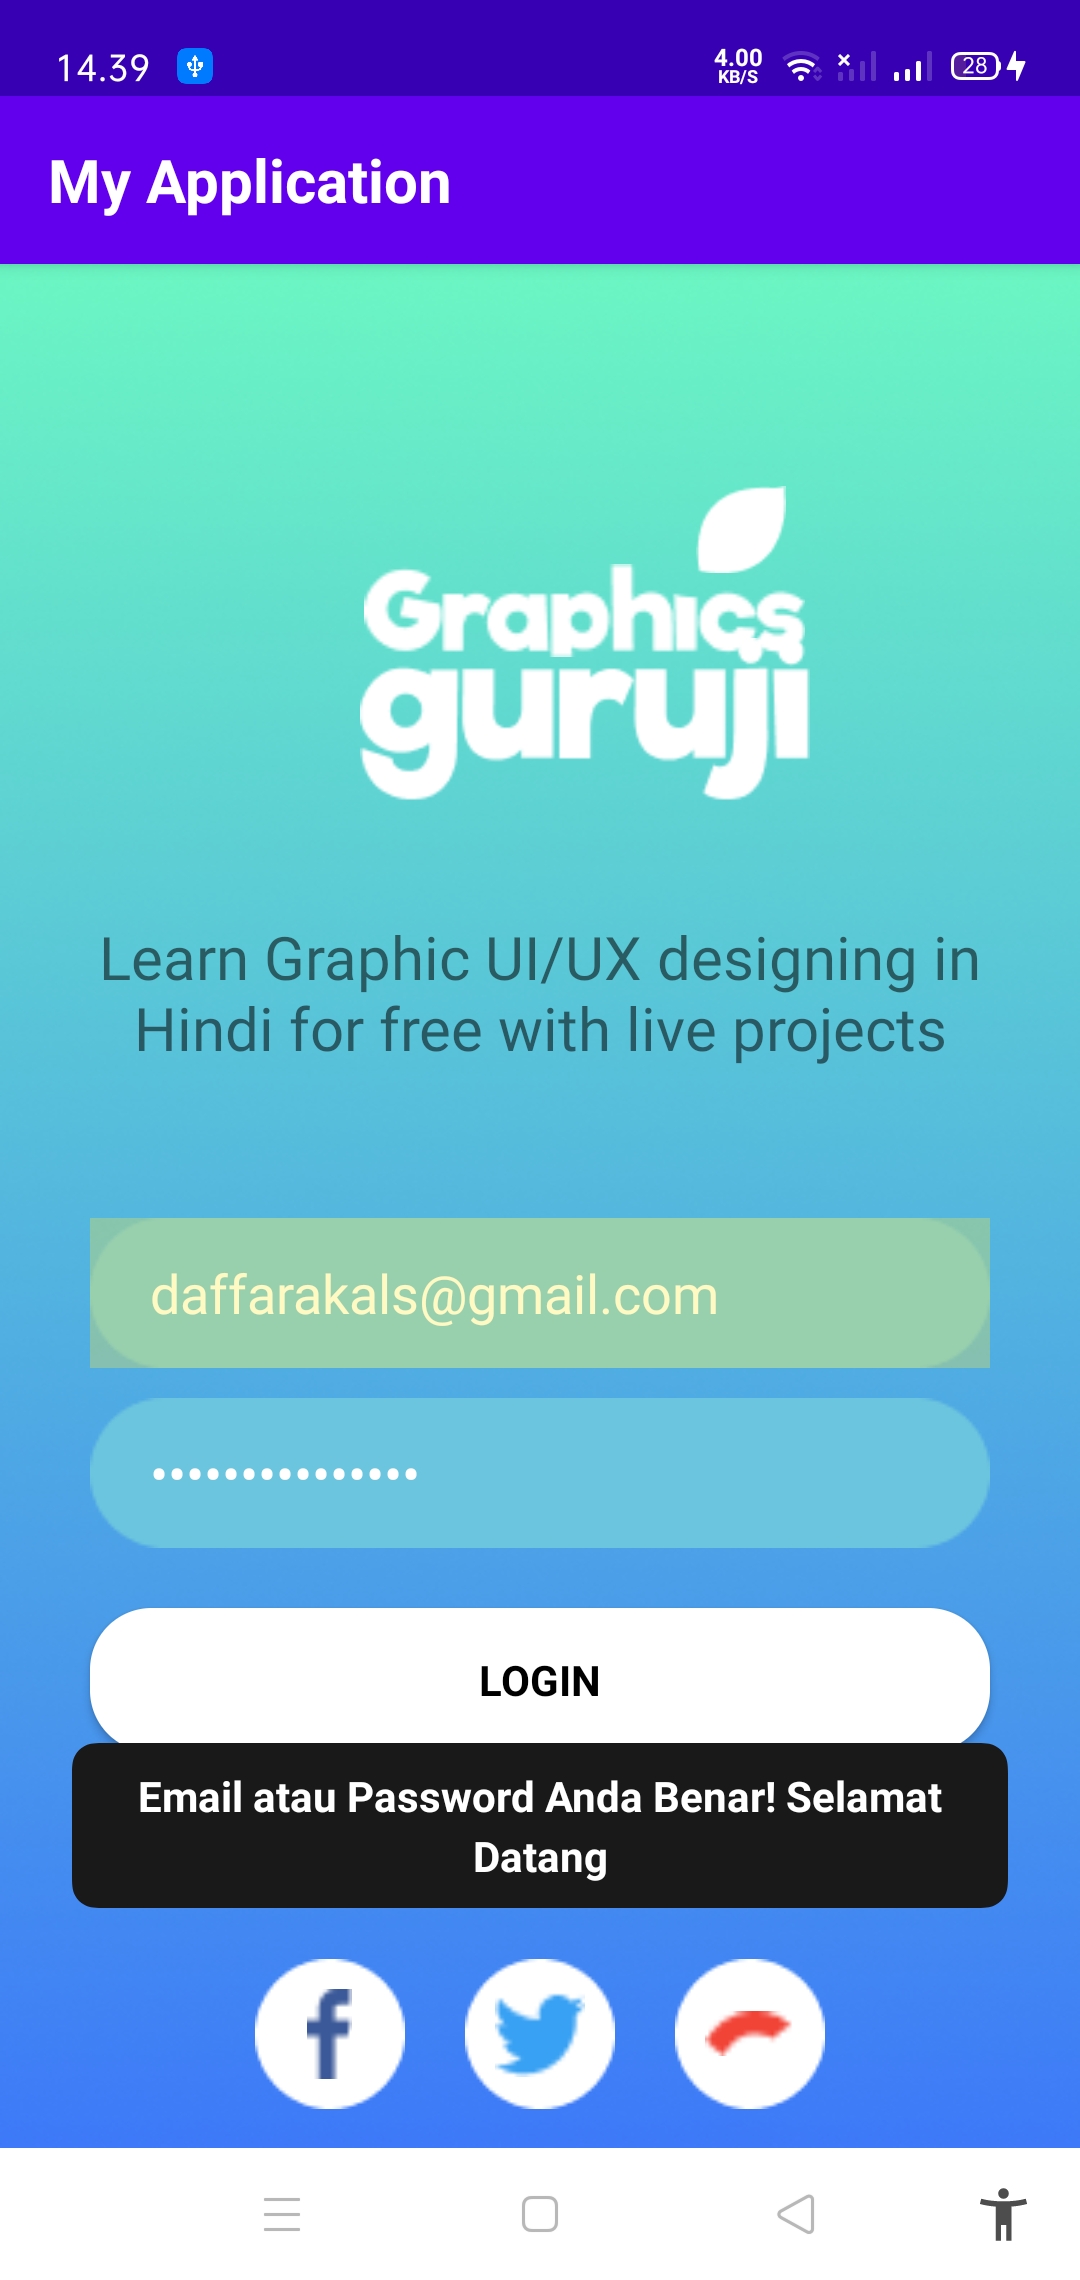 14.39
4.00
KB/S
28
My Application
Graphics
guruji
Learn Graphic UI/UX designing in
Hindi for free with live projects
daffarakals@gmail.com
•••••••••••••••
LOGIN
Email atau Password Anda Benar! Selamat
Datang